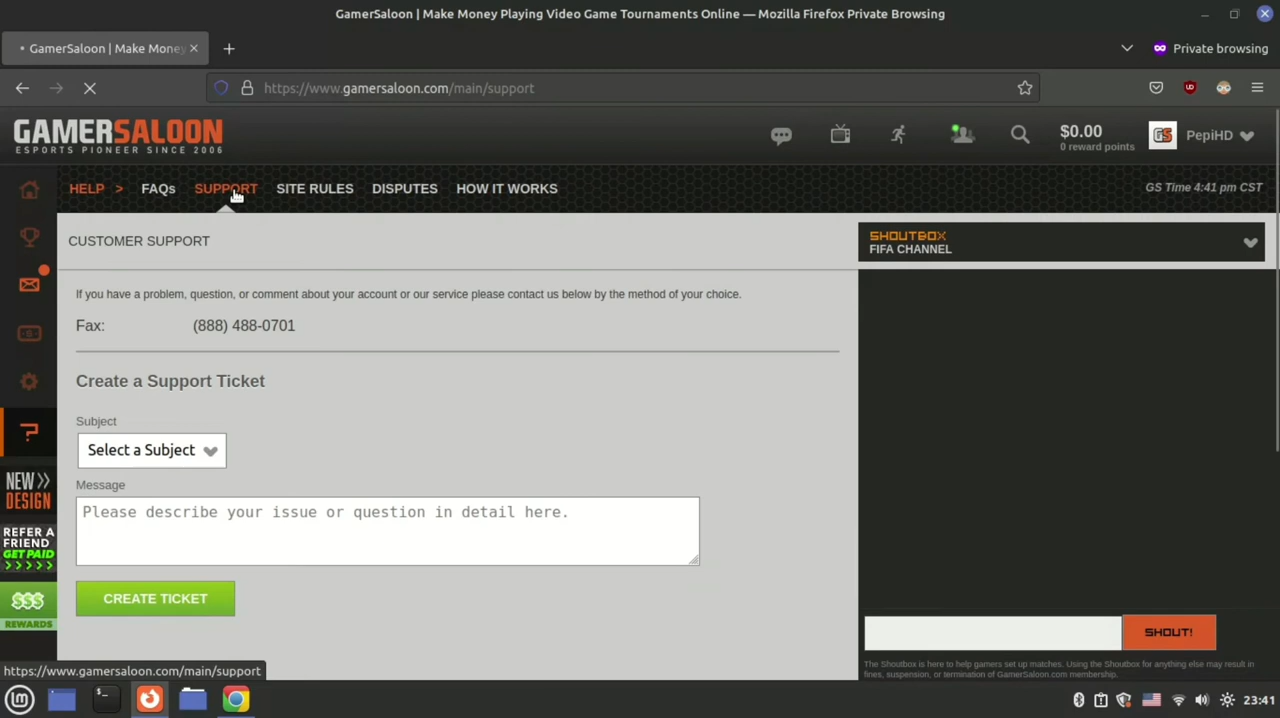 GamerSaloon | Make Money Playing Video Game Tournaments Online — Mozilla Firefox Private Browsing
GamerSaloon | Make Money
Private browsing
https://www.gamersaloon.com/main/support
GAMERSALOON
ESPORTS PIONEER SINCE 2006
$0.00
0 reward points
GS
PepiHD
HELP > FAQs SUPPORT SITE RULES DISPUTES HOW IT WORKS
GS Time 4:41 pm CST
CUSTOMER SUPPORT
SHOUTBOX
FIFA CHANNEL
If you have a problem, question, or comment about your account or our service please contact us below by the method of your choice.
Fax: (888) 488-0701
Create a Support Ticket
Subject
Select a Subject
Message
Please describe your issue or question in detail here.
CREATE TICKET
NEW >>
DESIGN
REFER A
FRIEND
GET PAID
>>>>>
$$$
REWARDS
SHOUT!
The Shoutbox is here to help gamers set up matches. Using the Shoutbox for anything else may result in
fines, suspension, or termination of GamerSaloon.com membership.
https://www.gamersaloon.com/main/support
23:41